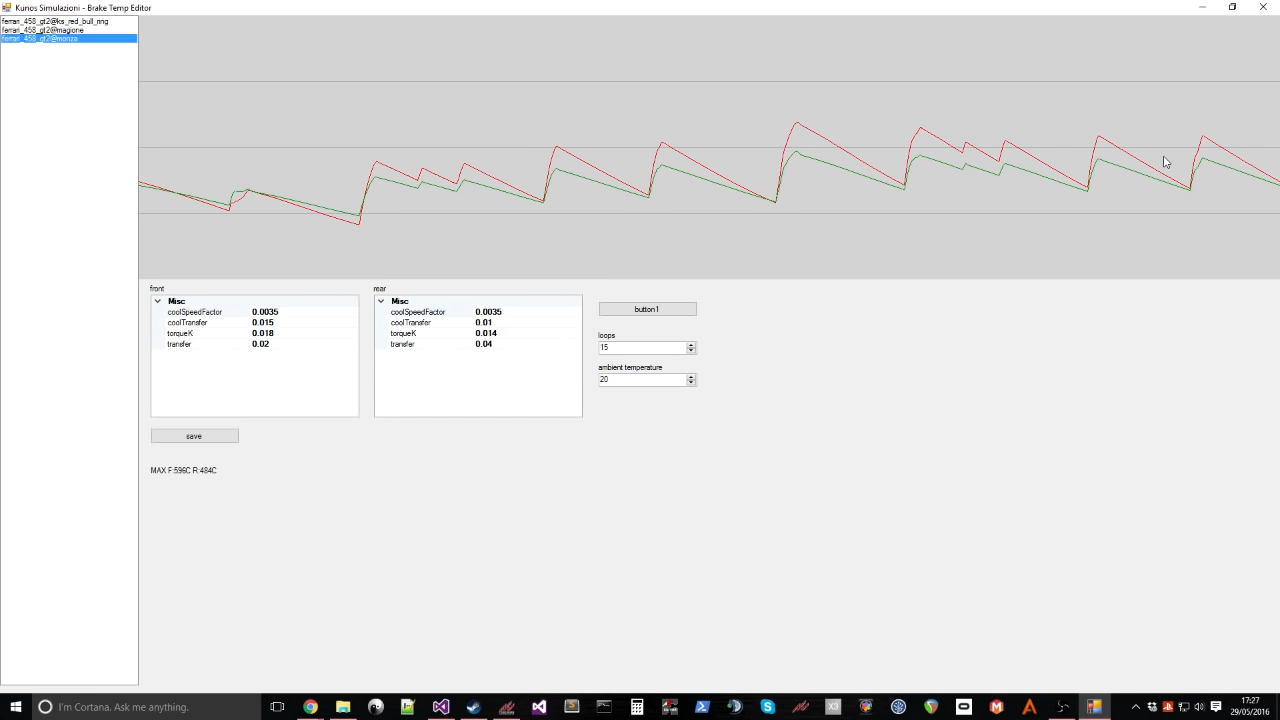 Kunos Simulazioni - Brake Temp Editor
ferrari_458_gt2@ks_red_bull_ring
ferrari_458_gt2@magione
ferrari_458_gt2@monza
front
Misc
coolSpeedFactor 0.0035
coolTransfer 0.015
torqueK 0.018
transfer 0.02
rear
Misc
coolSpeedFactor 0.0035
coolTransfer 0.01
torqueK 0.014
transfer 0.04
button1
loops
15
ambient temperature
20
save
MAX F:596C R:484C
I'm Cortana. Ask me anything.
X3
17:27
29/05/2016